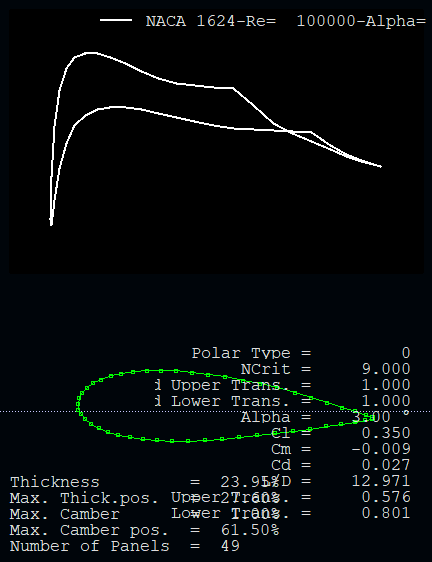 NACA 1624-Re= 100000-Alpha=
Polar Type = 0
NCrit = 9.000
d Upper Trans. = 1.000
d Lower Trans. = 1.000
Alpha = 3.00 °
Cl = 0.350
Cm = -0.009
Cd = 0.027
L/D = 12.971
Upper Trans. = 0.576
Lower Trans. = 0.801
Thickness = 23.95%
Max. Thick.pos. = 27.60%
Max. Camber = 1.00%
Max. Camber pos. = 61.50%
Number of Panels = 49